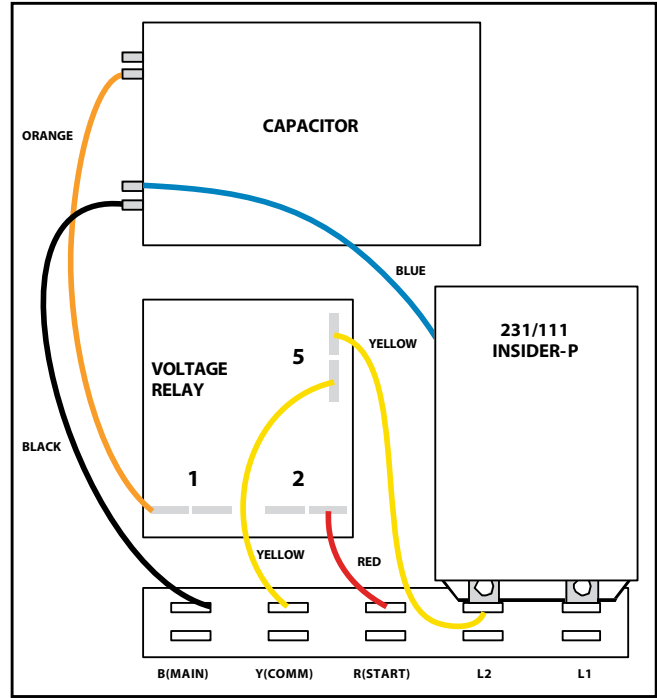 CAPACITOR
ORANGE
BLUE
231/111
INSIDER-P
YELLOW
5
VOLTAGE
RELAY
BLACK
1
2
YELLOW
RED
B(MAIN)
Y(COMM)
R(START)
L2
L1